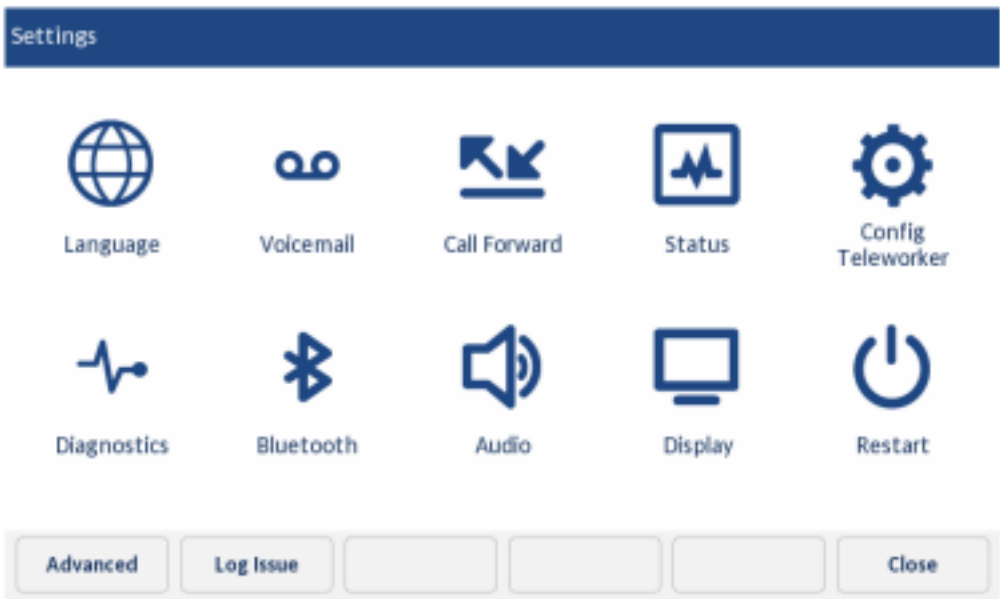 Settings
Language
Voicemail
Call Forward
Status
Config
Teleworker
Diagnostics
Bluetooth
Audio
Display
Restart
Advanced
Log Issue
Close